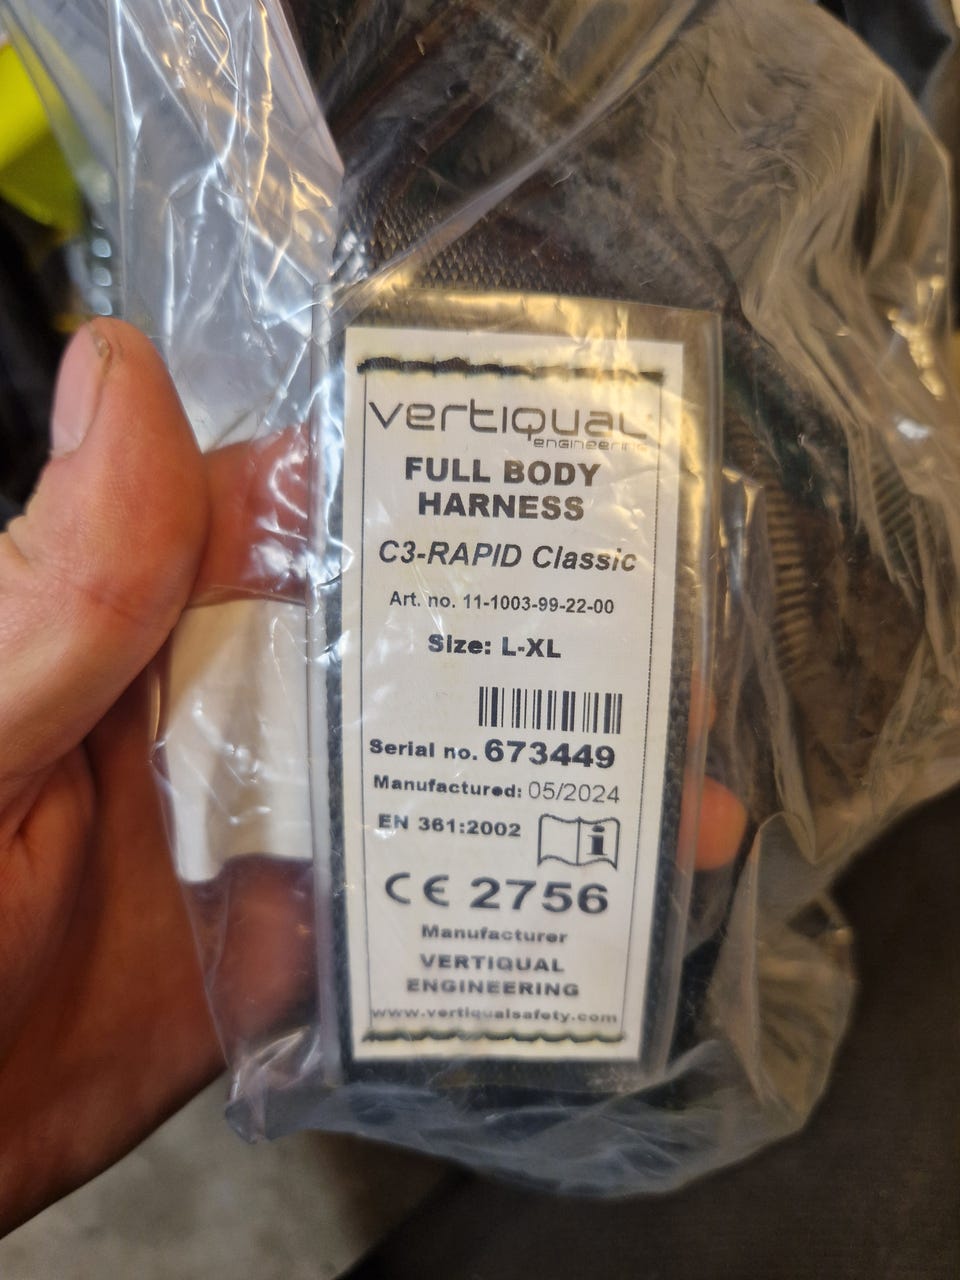 vertiqual
engineering
FULL BODY
HARNESS
C3-RAPID Classic
Art. no. 11-1003-99-22-00
Size: L-XL
Serial no. 673449
Manufactured: 05/2024
EN 361:2002
i
CE 2756
Manufacturer
VERTIQUAL
ENGINEERING
www.vertiqualsafety.com